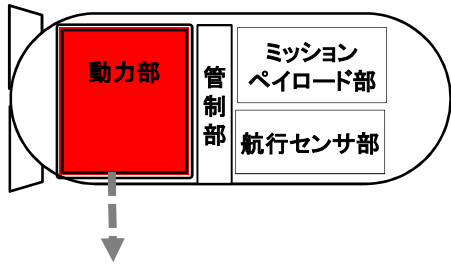 動力部
管制部
ミッション
ペイロード部
航行センサ部